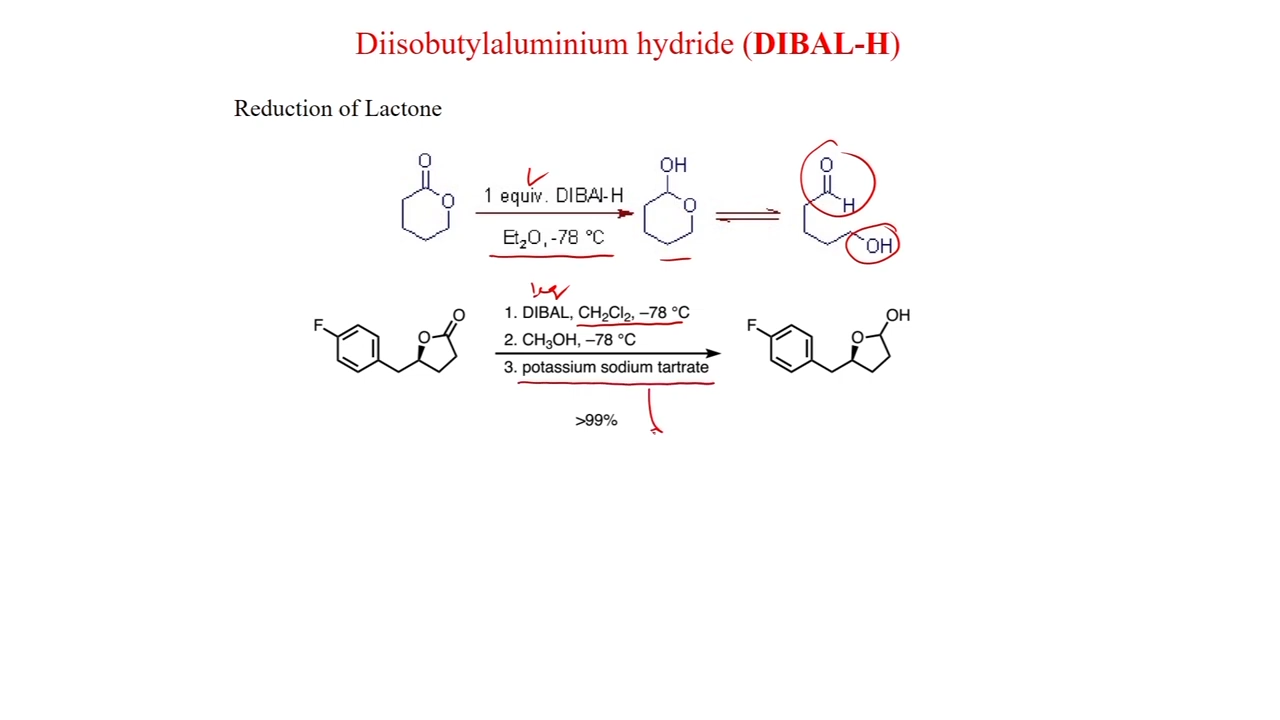 Diisobutylaluminium hydride (DIBAL-H)
Reduction of Lactone
O
O
1 equiv. DIBAl-H
Et₂O, -78 °C
OH
O
O
H
OH
F
O
O
1eq
1. DIBAL, CH₂Cl₂, –78 °C
2. CH₃OH, –78 °C
3. potassium sodium tartrate
>99%
F
O
OH